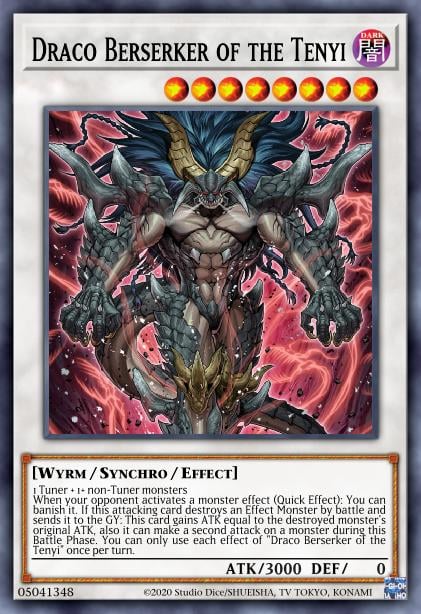 DRACO BERSERKER OF THE TENYI
DARK
闇
[WYRM / SYNCHRO / EFFECT]
1 Tuner + 1+ non-Tuner monsters
When your opponent activates a monster effect (Quick Effect): You can
banish it. If this attacking card destroys an Effect Monster by battle and
sends it to the GY: This card gains ATK equal to the destroyed monster's
original ATK, also it can make a second attack on a monster during this
Battle Phase. You can only use each effect of "Draco Berserker of the
Tenyi" once per turn.
ATK/3000 DEF/ 0
05041348
©2020 Studio Dice/SHUEISHA, TV TOKYO, KONAMI